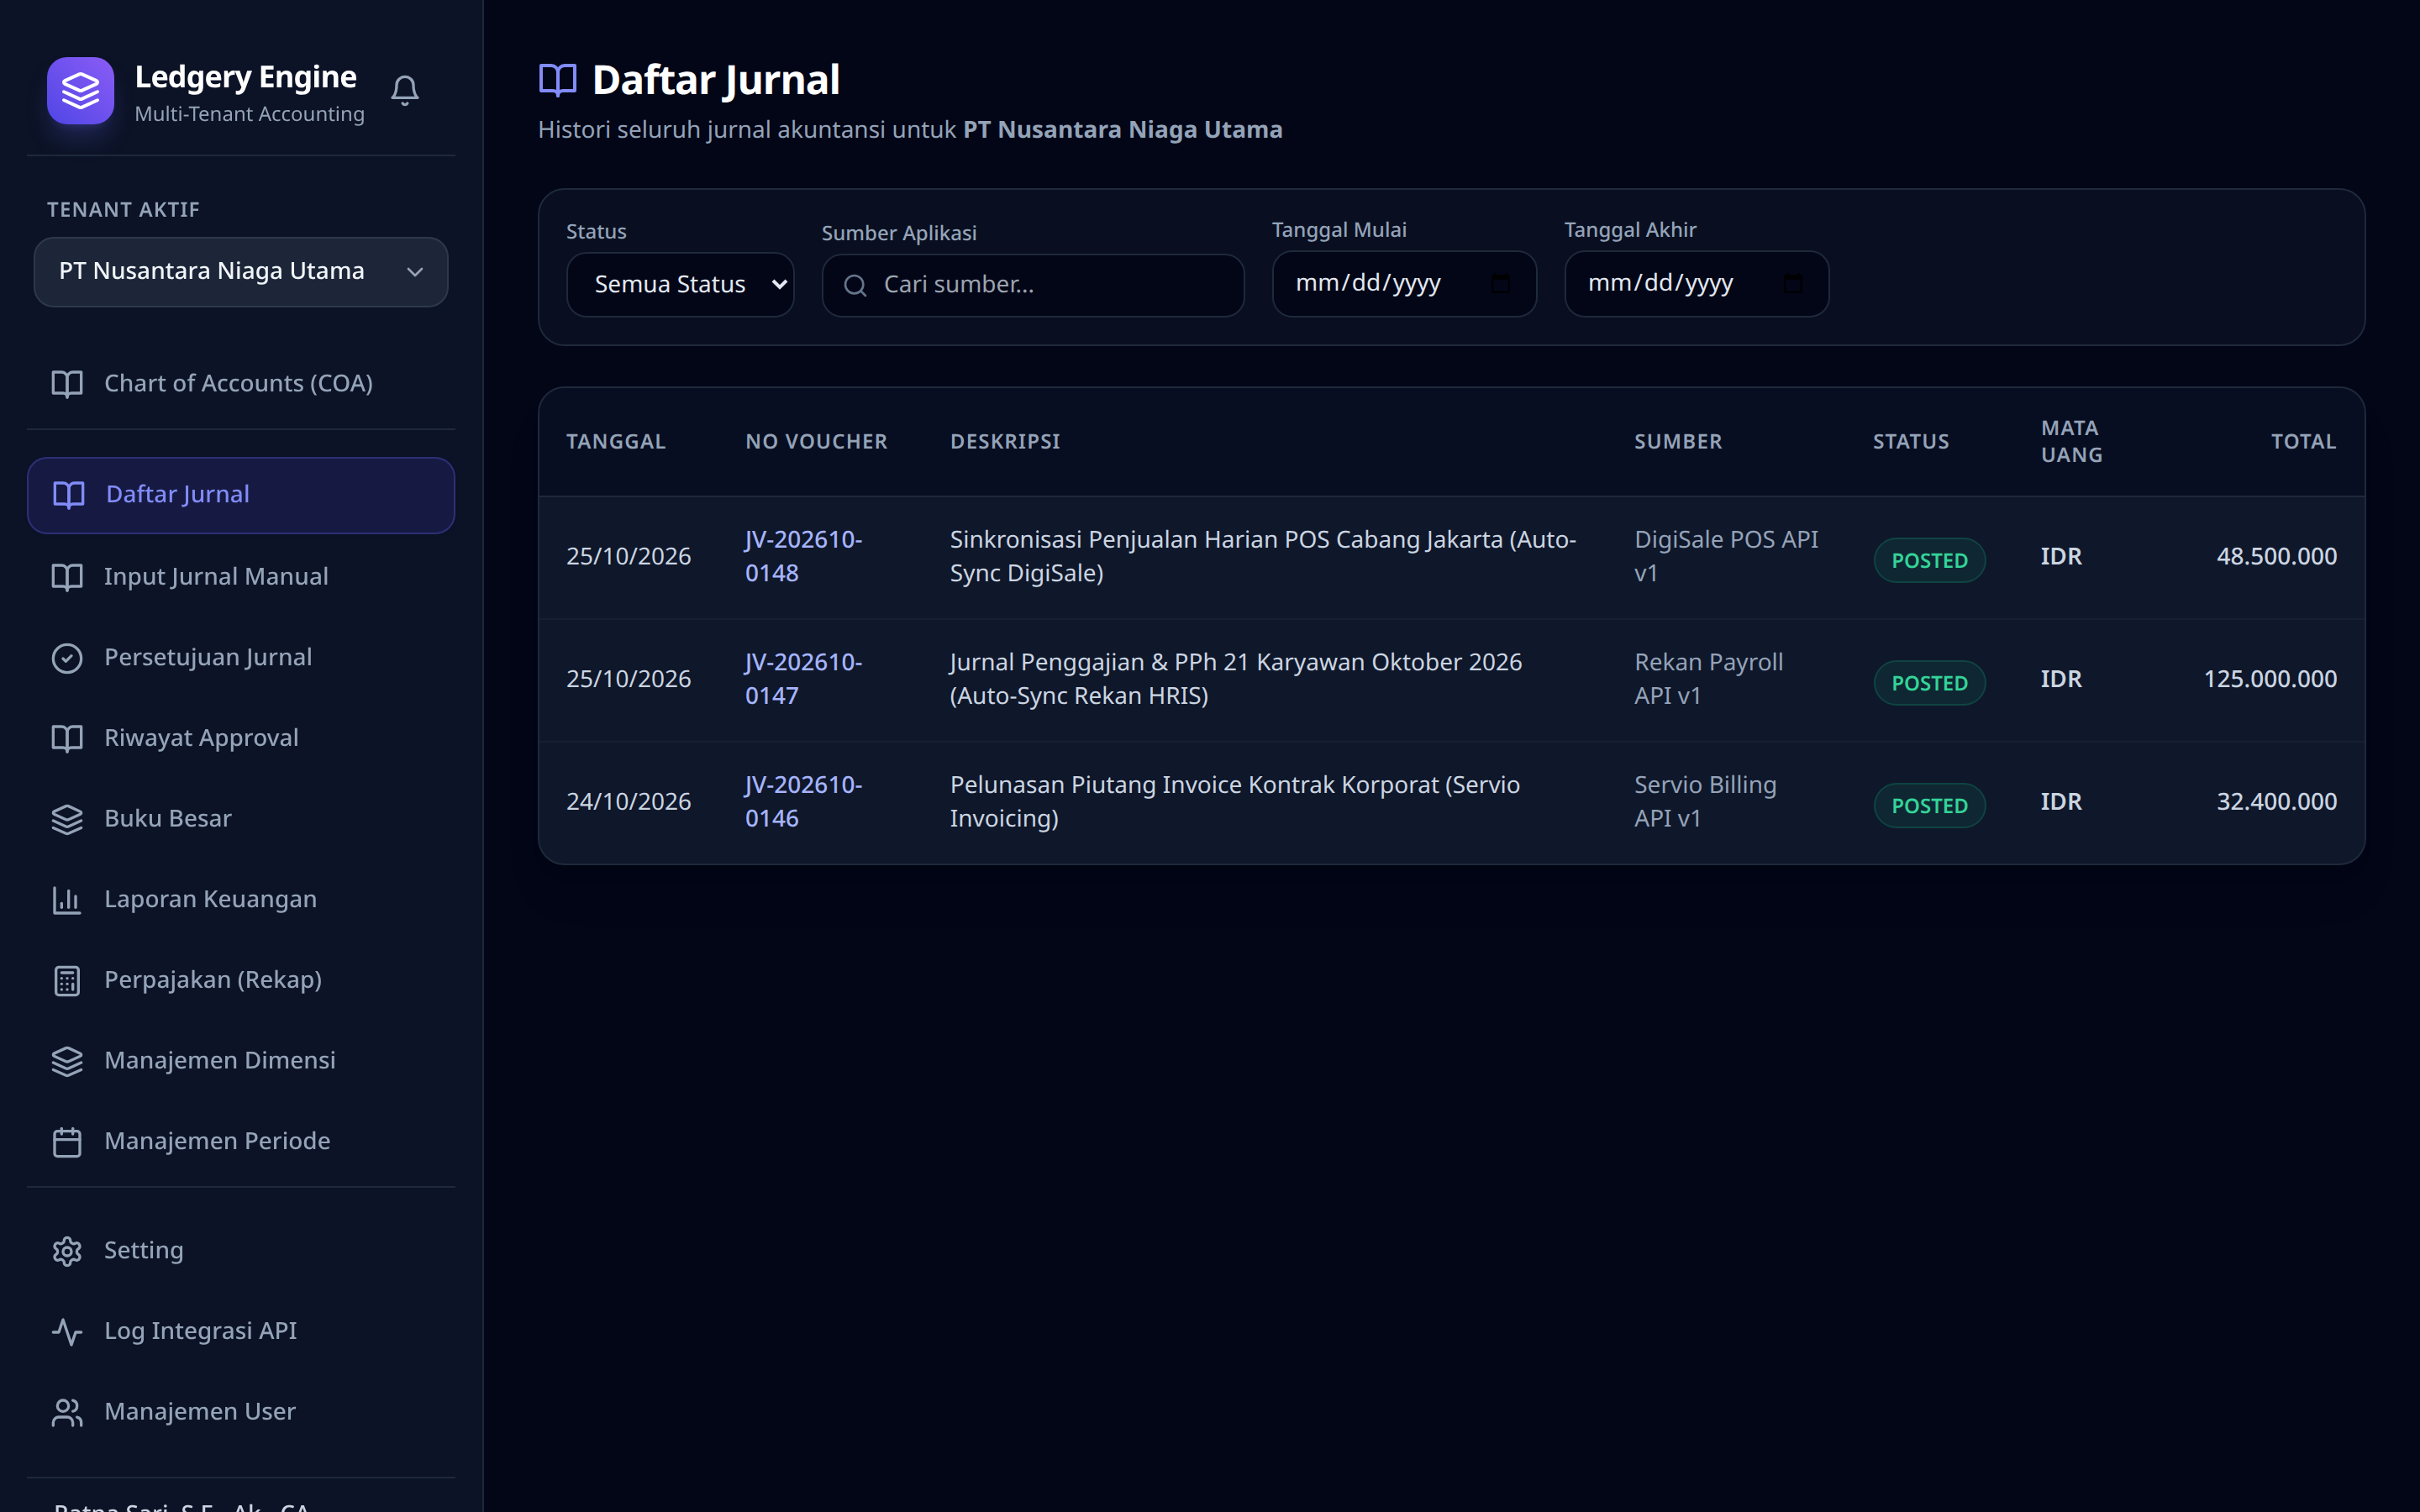 Ledgery Engine
Multi-Tenant Accounting
TENANT AKTIF
PT Nusantara Niaga Utama
Chart of Accounts (COA)
Daftar Jurnal
Input Jurnal Manual
Persetujuan Jurnal
Riwayat Approval
Buku Besar
Laporan Keuangan
Perpajakan (Rekap)
Manajemen Dimensi
Manajemen Periode
Setting
Log Integrasi API
Manajemen User
Ratna Sari, S.E., Ak., CA
Daftar Jurnal
Histori seluruh jurnal akuntansi untuk PT Nusantara Niaga Utama
Status
Semua Status
Sumber Aplikasi
Cari sumber...
Tanggal Mulai
mm/dd/yyyy
Tanggal Akhir
mm/dd/yyyy
TANGGAL NO VOUCHER DESKRIPSI SUMBER STATUS MATA UANG TOTAL
25/10/2026
JV-202610-
0148
Sinkronisasi Penjualan Harian POS Cabang Jakarta (Auto-
Sync DigiSale)
DigiSale POS API
v1
POSTED
IDR
48.500.000
25/10/2026
JV-202610-
0147
Jurnal Penggajian & PPh 21 Karyawan Oktober 2026
(Auto-Sync Rekan HRIS)
Rekan Payroll
API v1
POSTED
IDR
125.000.000
24/10/2026
JV-202610-
0146
Pelunasan Piutang Invoice Kontrak Korporat (Servio
Invoicing)
Servio Billing
API v1
POSTED
IDR
32.400.000